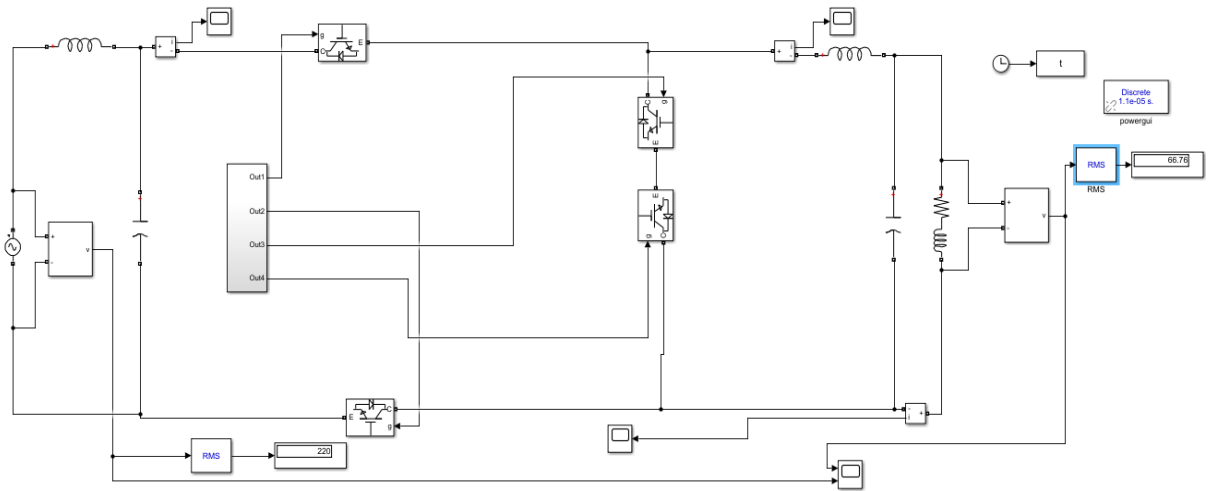 i
+
-
g
C
E
i
+
-
t
Discrete
1.1e-05 s.
powergui
C
g
E
RMS
66.76
RMS
Out1
Out2
Out3
Out4
E
g
C
+
v
-
+
-
v
E
C
g
-
i
+
RMS
220